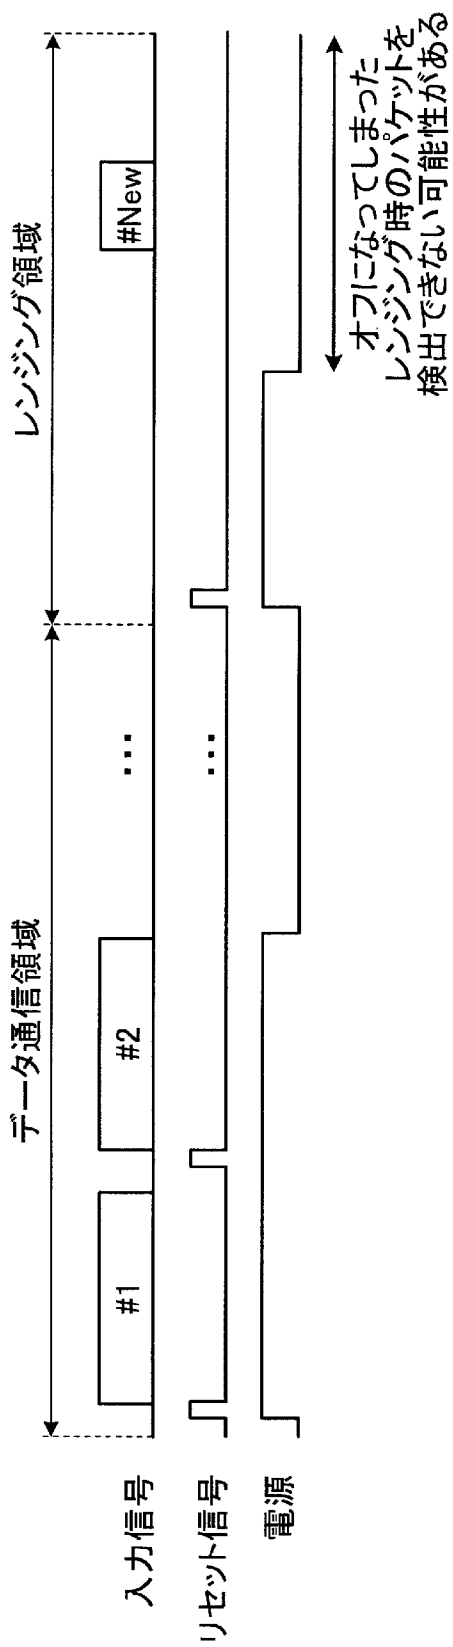 データ通信領域
レンジング領域
入力信号
#1
#2
...
#New
リセット信号
...
電源
オフになってしまった
レンジング時のパケットを
検出できない可能性がある